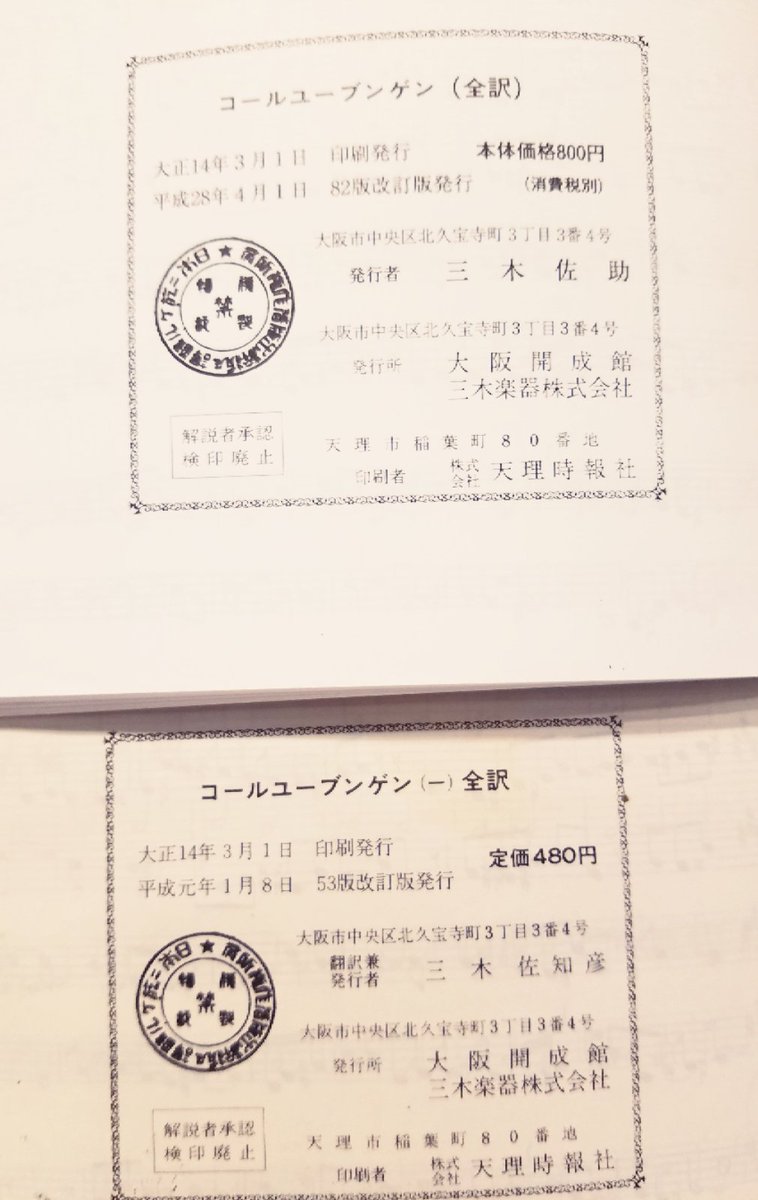 コールユーブンゲン(全訳)
大正14年3月1日 印刷発行 本体価格800円
平成28年4月1日 82版改訂版発行 (消費税別)
大阪市中央区北久宝寺町3丁目3番4号
発行者 三木佐助
大阪市中央区北久宝寺町3丁目3番4号
発行所 大阪開成館
三木楽器株式会社
解説者承認
検印廃止
天理市稲葉町80番地
印刷者 株式会社 天理時報社
コールユーブンゲン(一)全訳
大正14年3月1日 印刷発行
定価480円
平成元年1月8日 53版改訂版発行
大阪市中央区北久宝寺町3丁目3番4号
翻訳兼
発行者 三木佐知彦
大阪市中央区北久宝寺町3丁目3番4号
発行所 大阪開成館
三木楽器株式会社
解説者承認
検印廃止
天理市稲葉町80番地
印刷者 株式会社 天理時報社